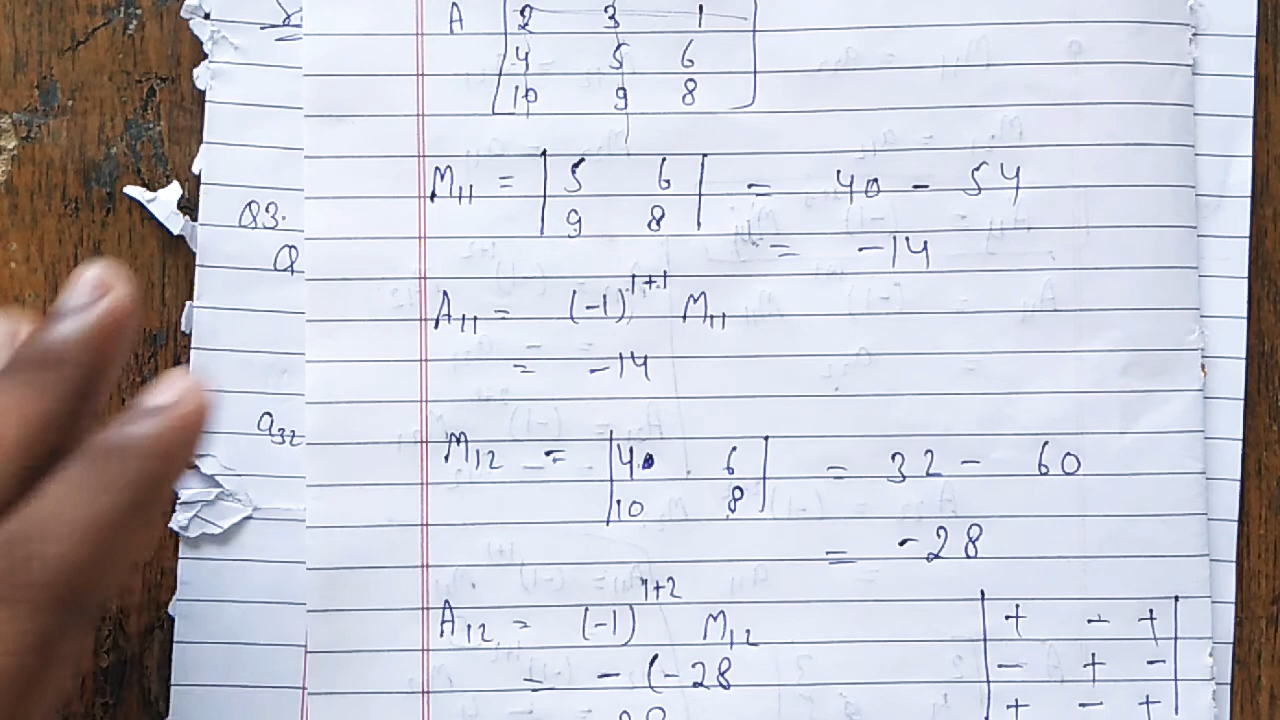 A [2 3 1
4 5 6
10 9 8]
M11 = |5 6
9 8| = 40 - 54
= -14
Q3.
Q
A11 = (-1)^1+1 M11
= -14
a32
M12 = |4 6
10 8| = 32 - 60
= -28
A12 = (-1)^1+2 M12
= -(-28
|+ - +|
|- + -|
|+ - +|